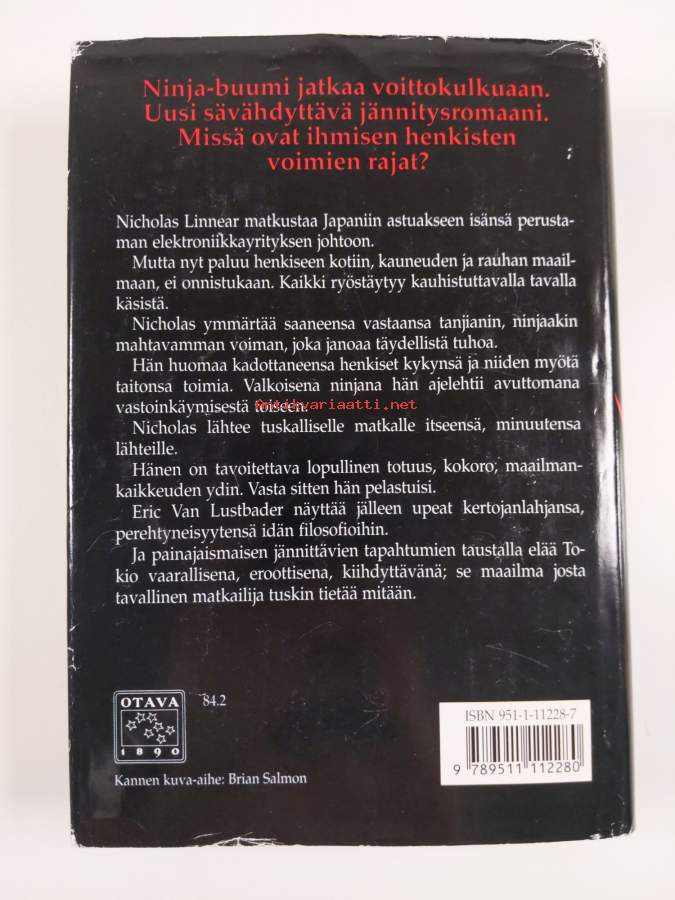 Ninja-buumi jatkaa voittokulkuaan.
Uusi sävähdyttävä jännitysromaani.
Missä ovat ihmisen henkisten
voimien rajat?
Nicholas Linnear matkustaa Japaniin astuakseen isänsä perusta-
man elektroniikkayrityksen johtoon.
Mutta nyt paluu henkiseen kotiin, kauneuden ja rauhan maail-
maan, ei onnistukaan. Kaikki ryöstäytyy kauhistuttavalla tavalla
käsistä.
Nicholas ymmärtää saaneensa vastaansa tanjianin, ninjaakin
mahtavamman voiman, joka janoaa täydellistä tuhoa.
Hän huomaa kadottaneensa henkiset kykynsä ja niiden myötä
taitonsa toimia. Valkoisena ninjana hän ajelehtii avuttomana
vastoinkäymisestä toiseen.
Antikvariaatti.net
Nicholas lähtee tuskalliselle matkalle itseensä, minuutensa
lähteille.
Hänen on tavoitettava lopullinen totuus, kokoro, maailman-
kaikkeuden ydin. Vasta sitten hän pelastuisi.
Eric Van Lustbader näyttää jälleen upeat kertojanlahjansa,
perehtyneisyytensä idän filosofioihin.
Ja painajaismaisen jännittävien tapahtumien taustalla elää To-
kio vaarallisena, eroottisena, kiihdyttävänä; se maailma josta
tavallinen matkailija tuskin tietää mitään.
OTAVA
1890
84.2
Kannen kuva-aihe: Brian Salmon
ISBN 951-1-11228-7
9 789511 112280